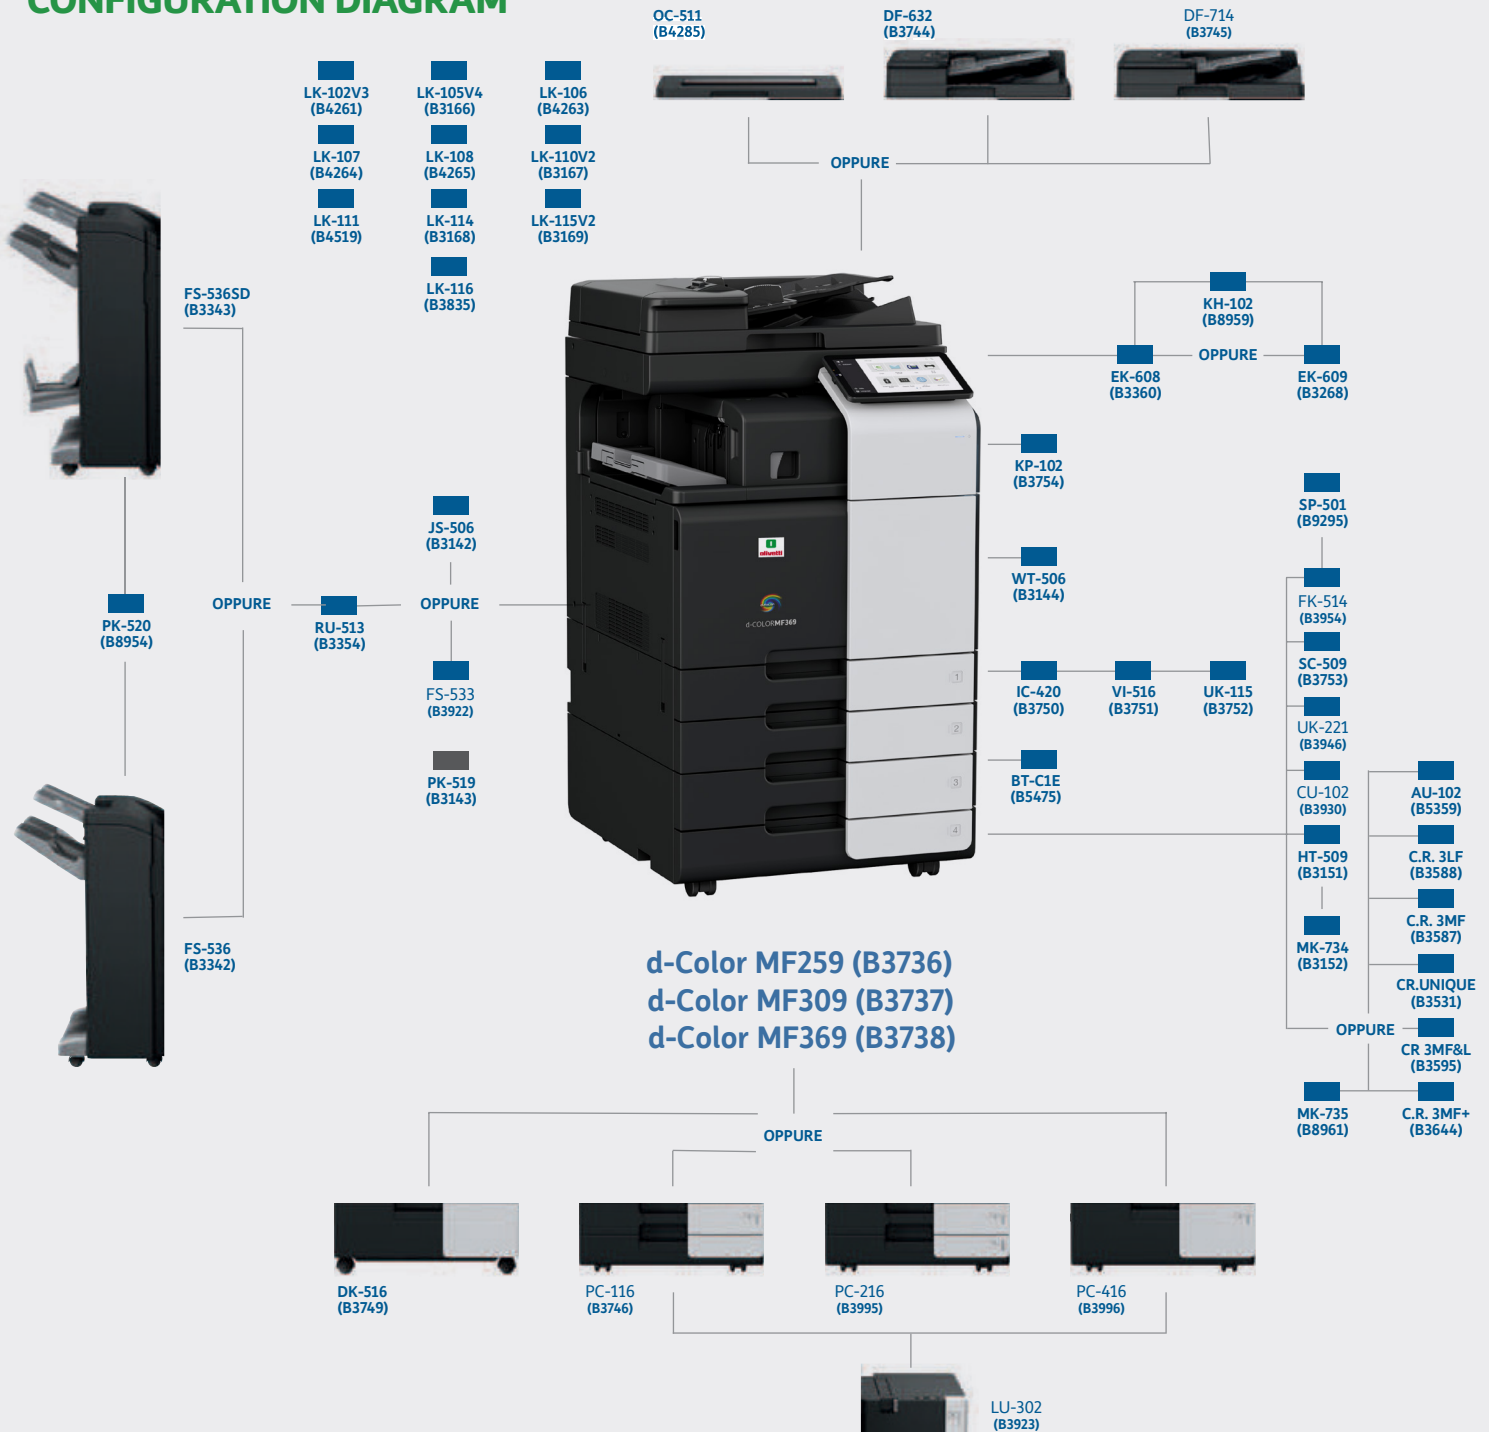 CONFIGURATION DIAGRAM
OC-511
(B4285)
DF-632
(B3744)
DF-714
(B3745)
OPPURE
LK-102V3
(B4261)
LK-105V4
(B3166)
LK-106
(B4263)
LK-107
(B4264)
LK-108
(B4265)
LK-110V2
(B3167)
LK-111
(B4519)
LK-114
(B3168)
LK-115V2
(B3169)
LK-116
(B3835)
FS-536SD
(B3343)
KH-102
(B8959)
EK-608
(B3360)
OPPURE
EK-609
(B3268)
KP-102
(B3754)
SP-501
(B9295)
JS-506
(B3142)
WT-506
(B3144)
FK-514
(B3954)
PK-520
(B8954)
OPPURE
RU-513
(B3354)
OPPURE
olivetti
d-COLORMF369
SC-509
(B3753)
FS-533
(B3922)
1
2
3
4
IC-420
(B3750)
VI-516
(B3751)
UK-115
(B3752)
UK-221
(B3946)
PK-519
(B3143)
BT-C1E
(B5475)
CU-102
(B3930)
AU-102
(B5359)
HT-509
(B3151)
C.R. 3LF
(B3588)
FS-536
(B3342)
MK-734
(B3152)
C.R. 3MF
(B3587)
CR.UNIQUE
(B3531)
OPPURE
CR 3MF&L
(B3595)
MK-735
(B8961)
C.R. 3MF+
(B3644)
d-Color MF259 (B3736)
d-Color MF309 (B3737)
d-Color MF369 (B3738)
OPPURE
DK-516
(B3749)
PC-116
(B3746)
PC-216
(B3995)
PC-416
(B3996)
LU-302
(B3923)